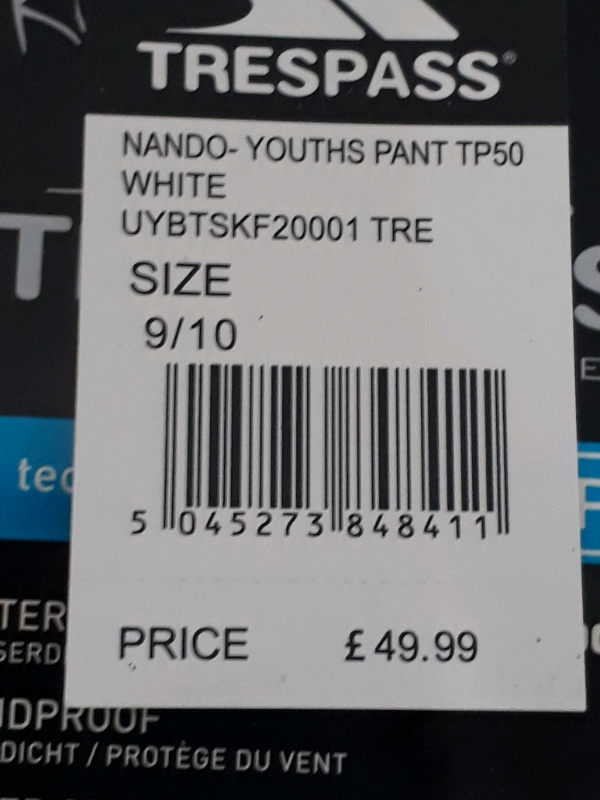 TRESPASS®
NANDO- YOUTHS PANT TP50
WHITE
UYBTSKF20001 TRE
SIZE
9/10
5 045273 848411
PRICE £49.99
DICHT / PROTÈGE DU VENT